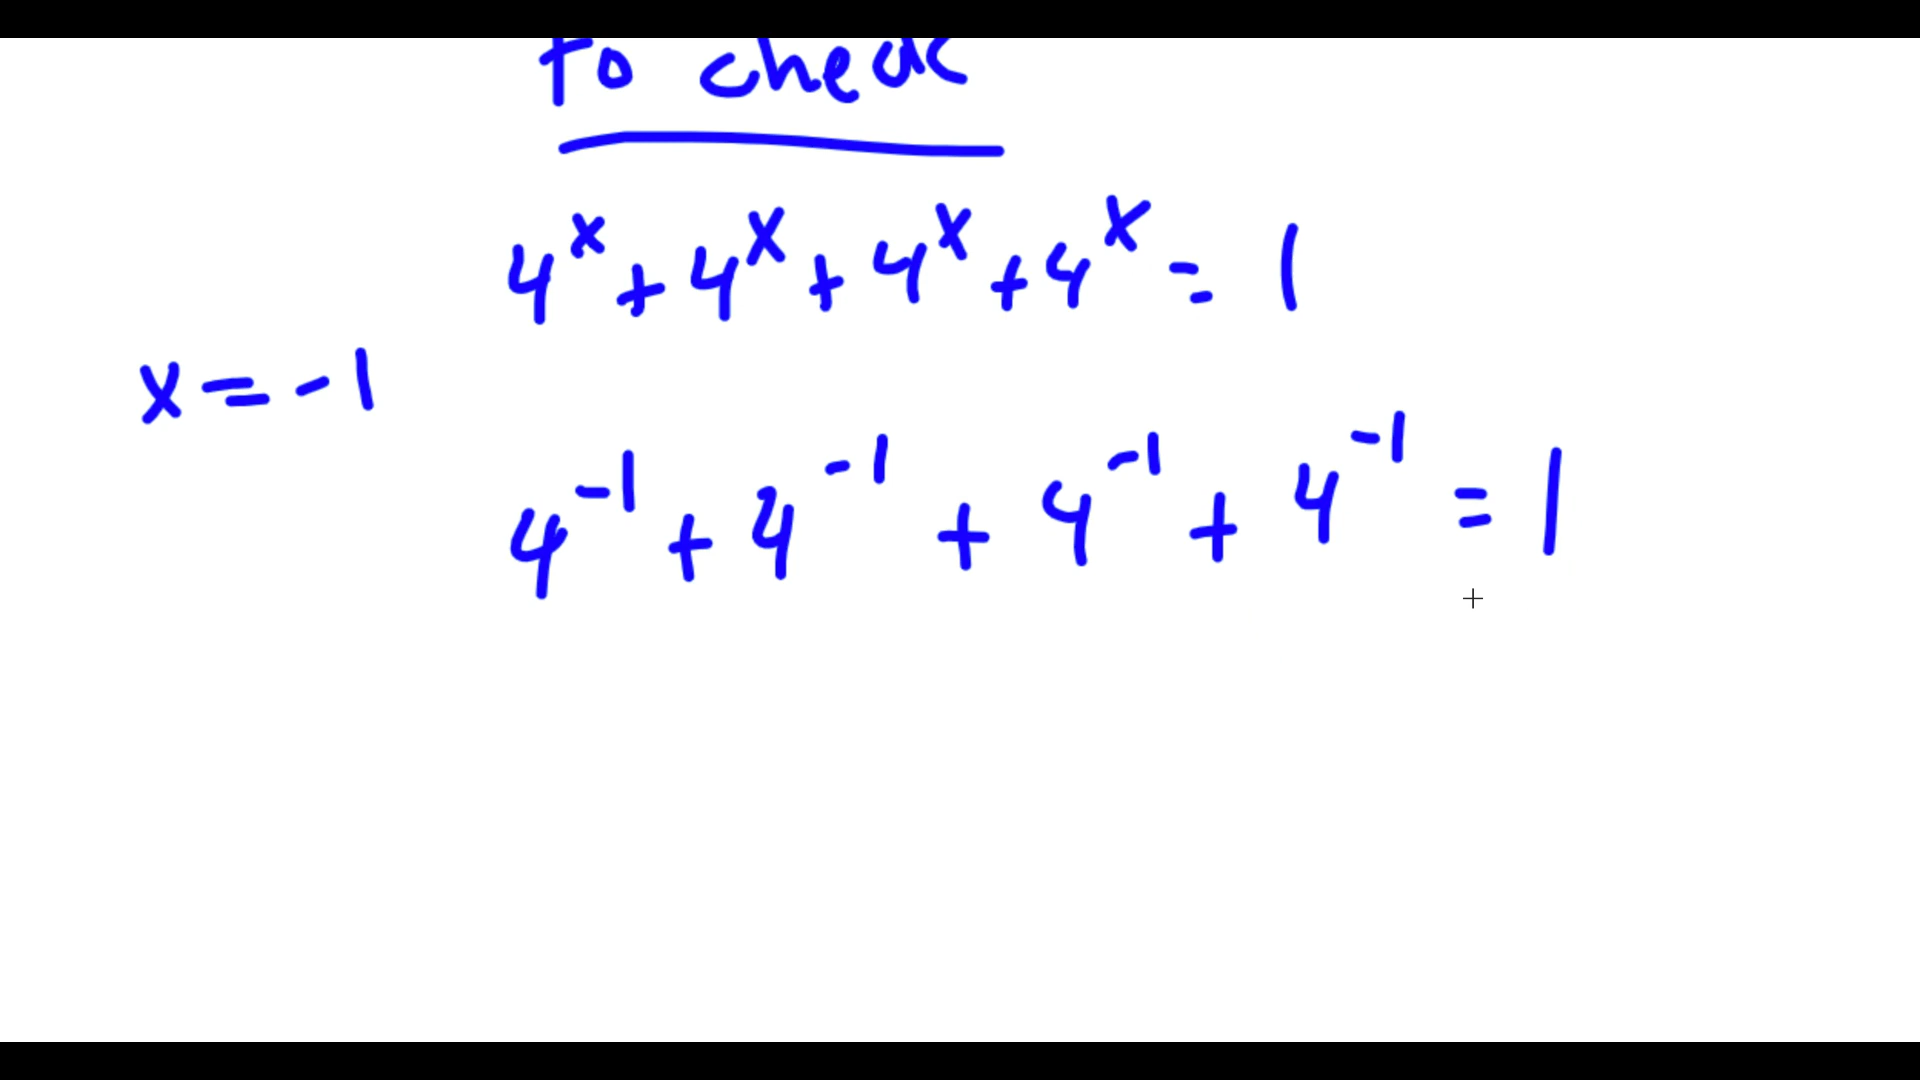 to check
4^x + 4^x + 4^x + 4^x = 1
x = -1
4^-1 + 4^-1 + 4^-1 + 4^-1 = 1